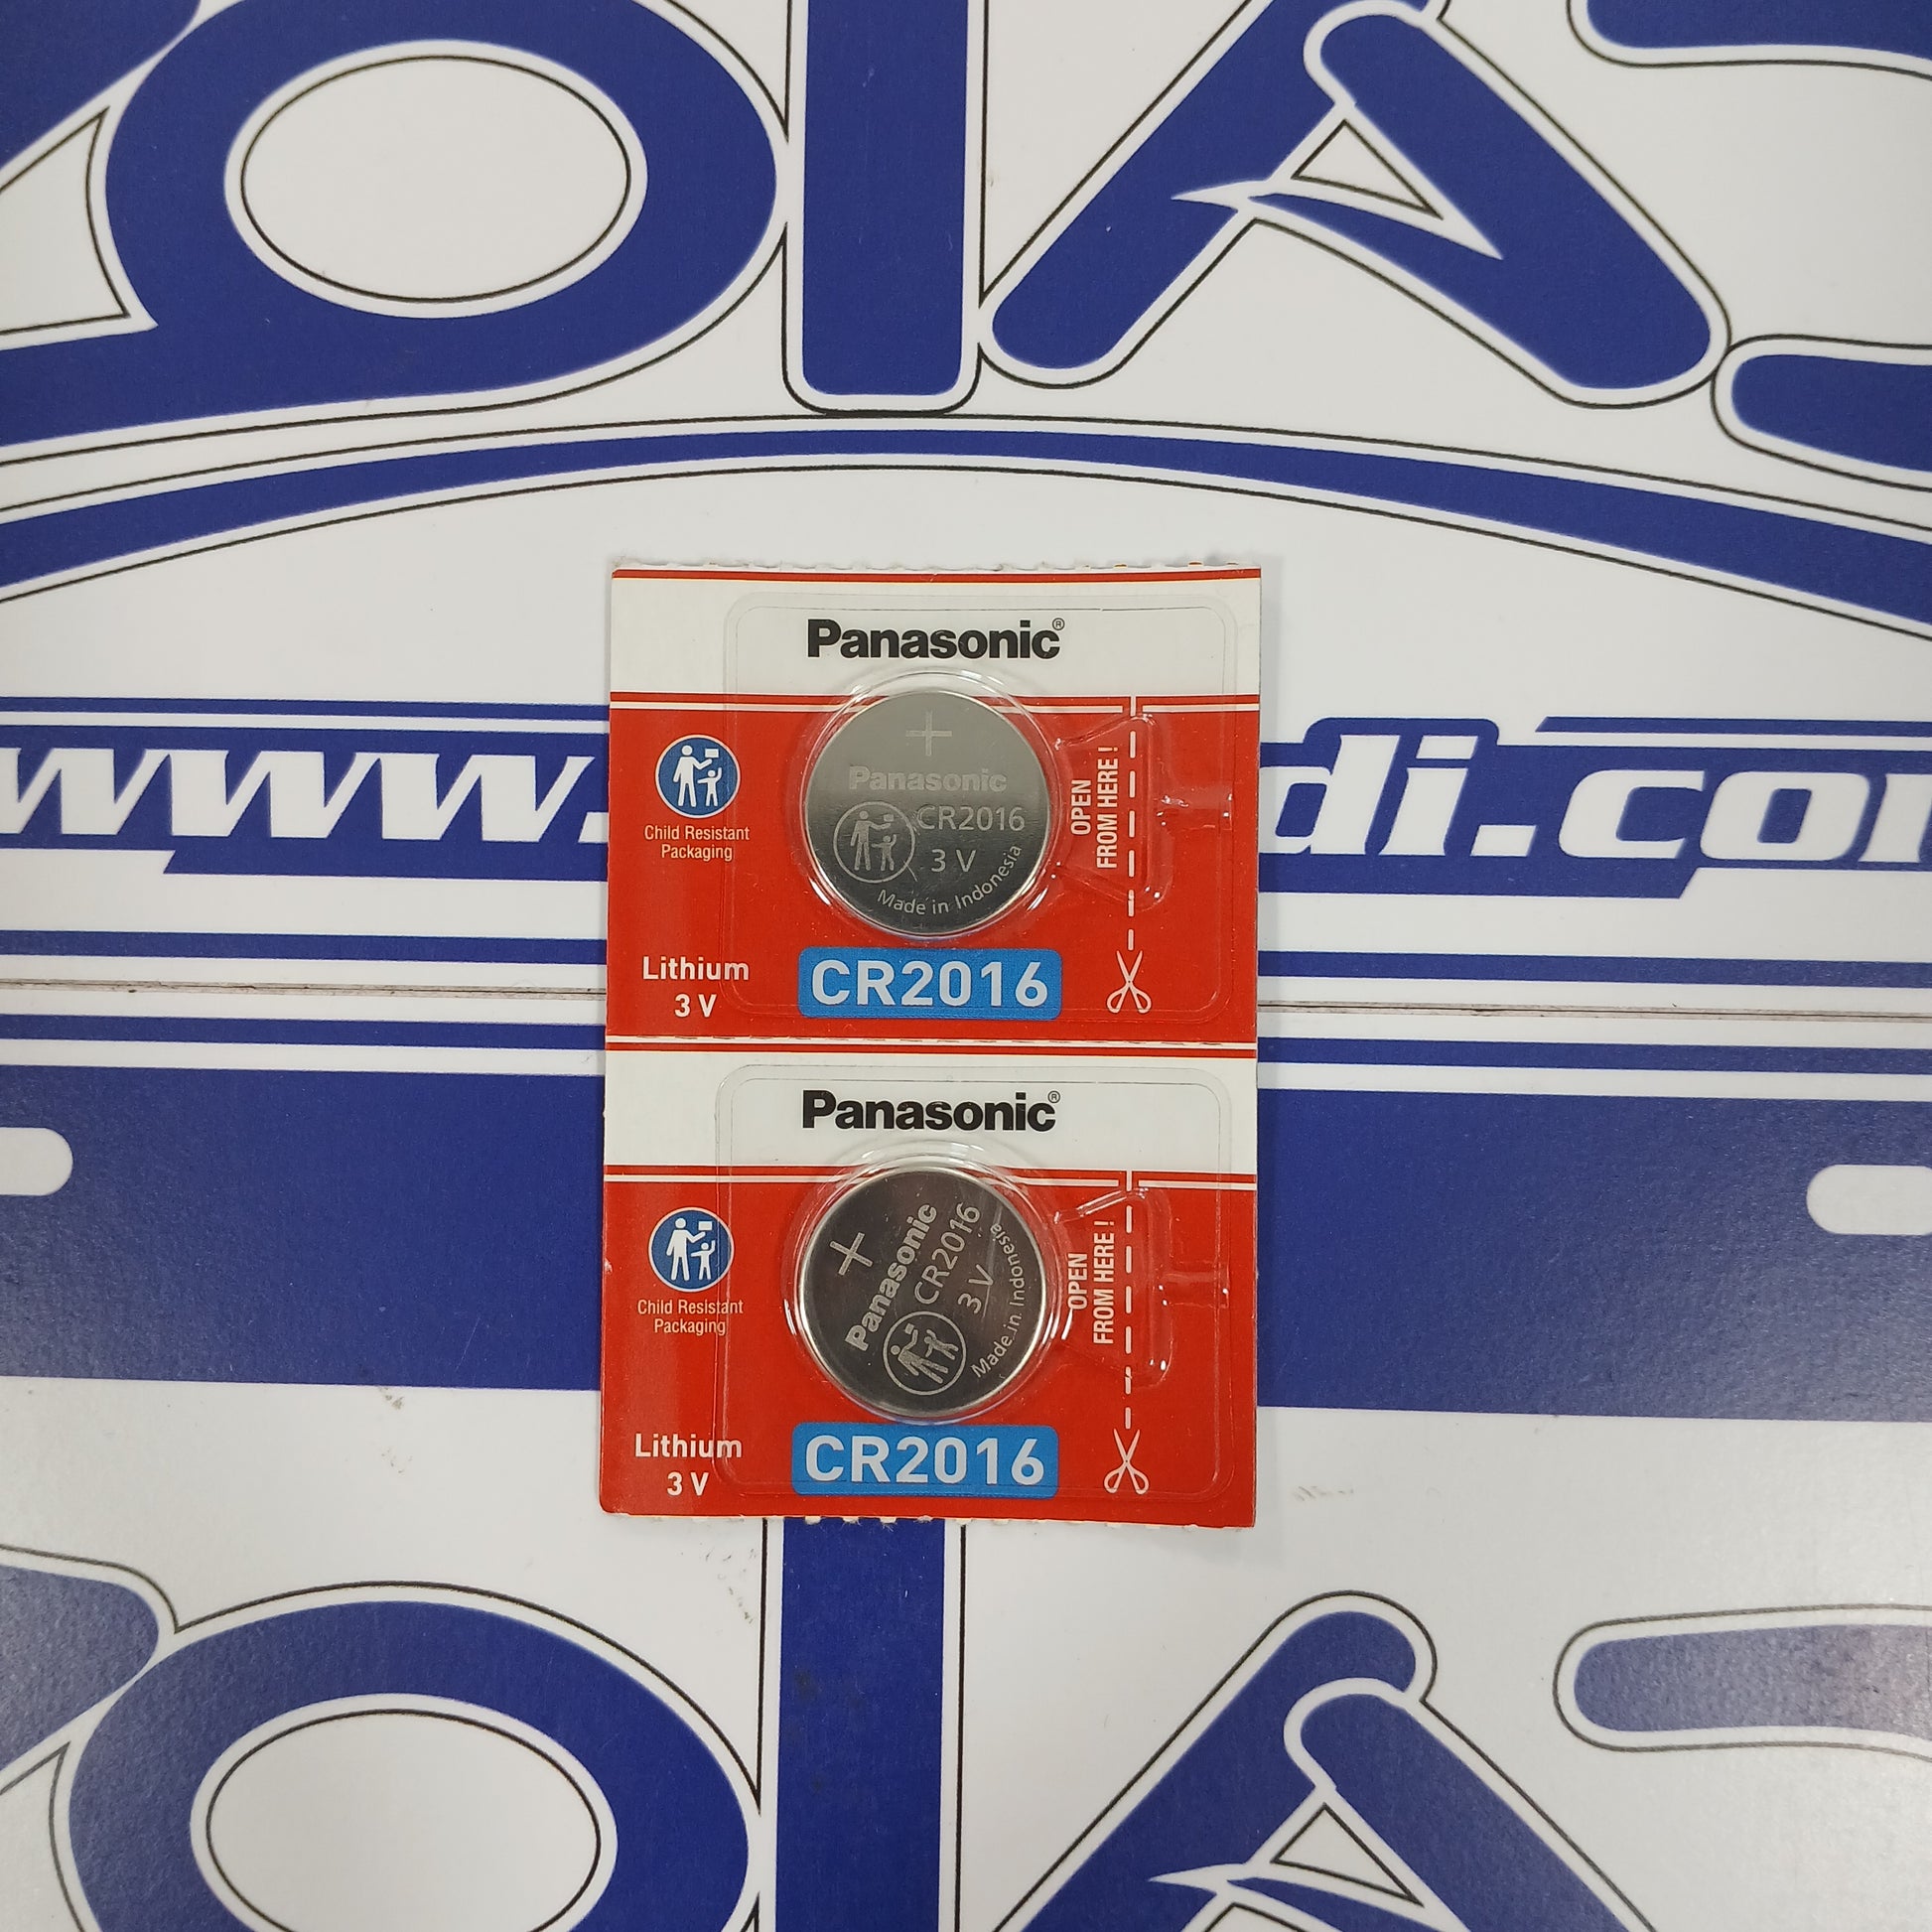 Panasonic®
+
Panasonic
CR2016
3 V
Made in Indonesia
Child Resistant
Packaging
OPEN
FROM HERE !
Lithium
3 V
CR2016
Panasonic®
+
Panasonic
CR2016
3 V
Made in Indonesia
Child Resistant
Packaging
OPEN
FROM HERE !
Lithium
3 V
CR2016
www.
di.com